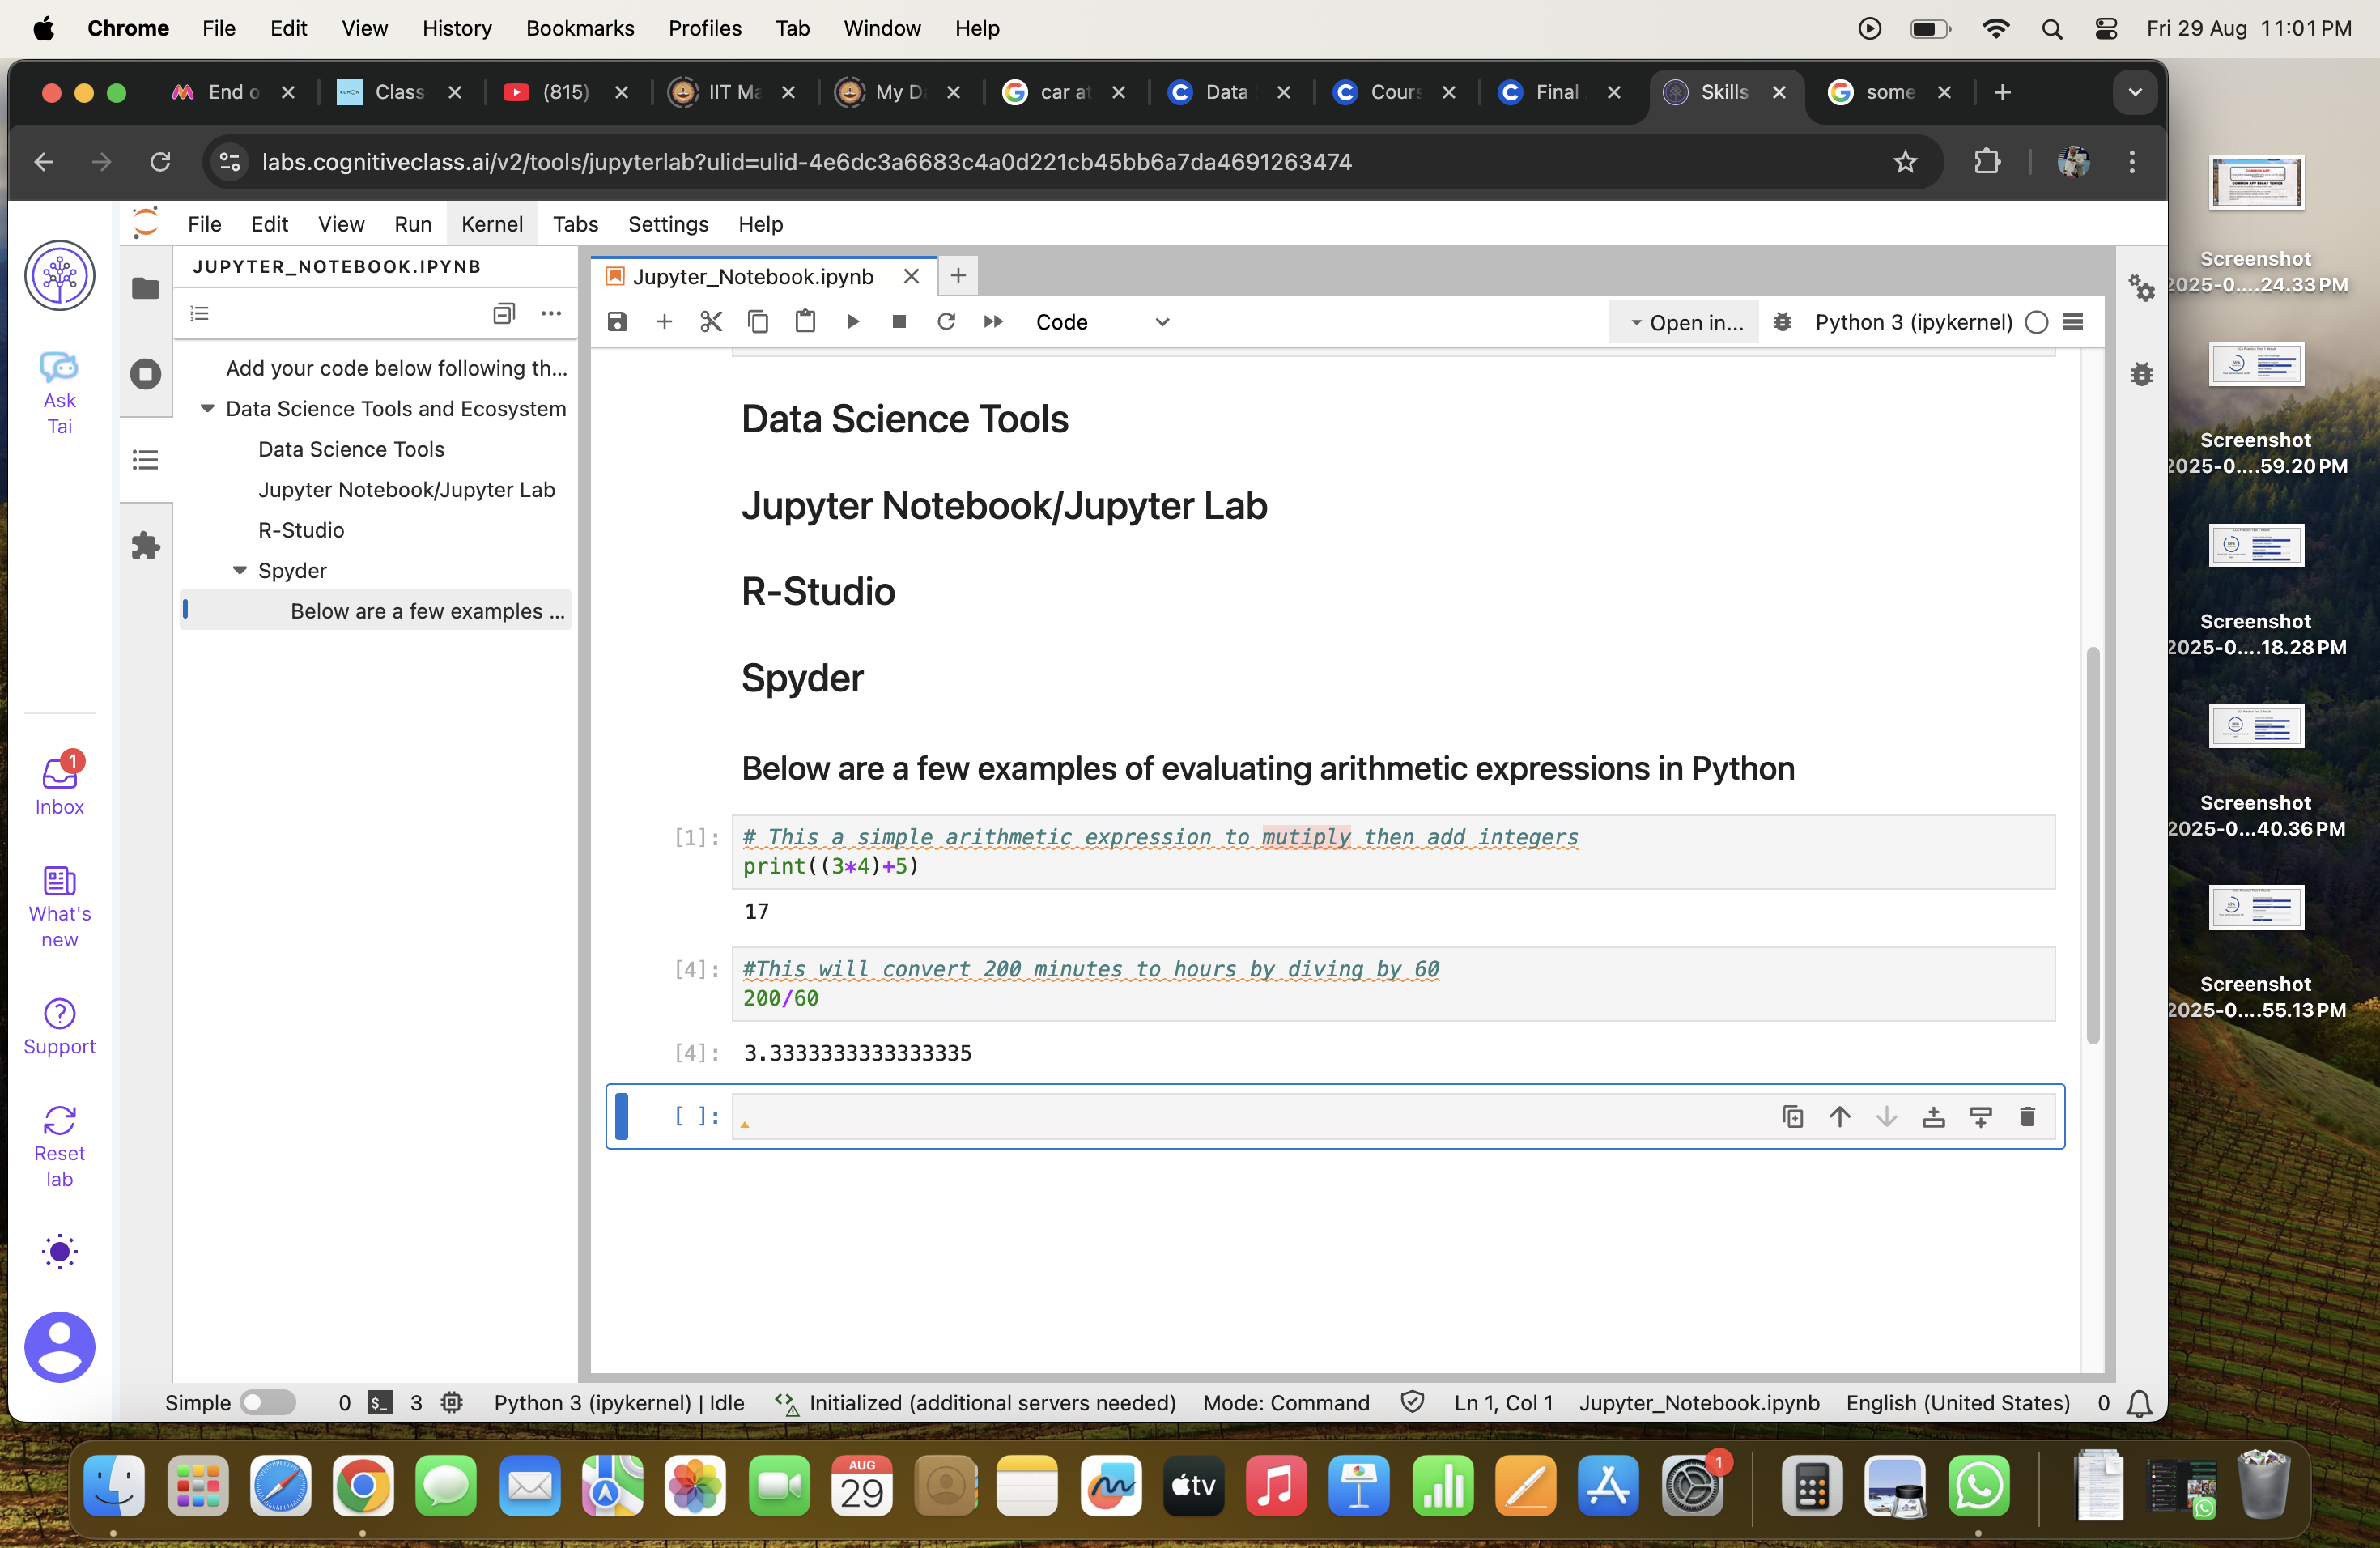 Chrome File Edit View History Bookmarks Profiles Tab Window Help Fri 29 Aug 11:01 PM
End o Class (815) IIT Ma My D car at Data Cours Final Skills some
labs.cognitiveclass.ai/v2/tools/jupyterlab?ulid=ulid-4e6dc3a6683c4a0d221cb45bb6a7da4691263474
File Edit View Run Kernel Tabs Settings Help
Ask
Tai
1
Inbox
What's
new
Support
Reset
lab
JUPYTER_NOTEBOOK.IPYNB
Add your code below following th...
Data Science Tools and Ecosystem
Data Science Tools
Jupyter Notebook/Jupyter Lab
R-Studio
Spyder
Below are a few examples ...
Jupyter_Notebook.ipynb
Code Open in... Python 3 (ipykernel)
Data Science Tools
Jupyter Notebook/Jupyter Lab
R-Studio
Spyder
Below are a few examples of evaluating arithmetic expressions in Python
[1]: # This a simple arithmetic expression to mutiply then add integers
print((3*4)+5)
17
[4]: #This will convert 200 minutes to hours by diving by 60
200/60
[4]: 3.3333333333333335
[ ]:
Simple 0 $_ 3 Python 3 (ipykernel) | Idle Initialized (additional servers needed) Mode: Command Ln 1, Col 1 Jupyter_Notebook.ipynb English (United States) 0
Screenshot
2025-0....24.33 PM
Screenshot
2025-0....59.20 PM
Screenshot
2025-0....18.28 PM
Screenshot
2025-0...40.36 PM
Screenshot
2025-0....55.13 PM
AUG
29
tv
1